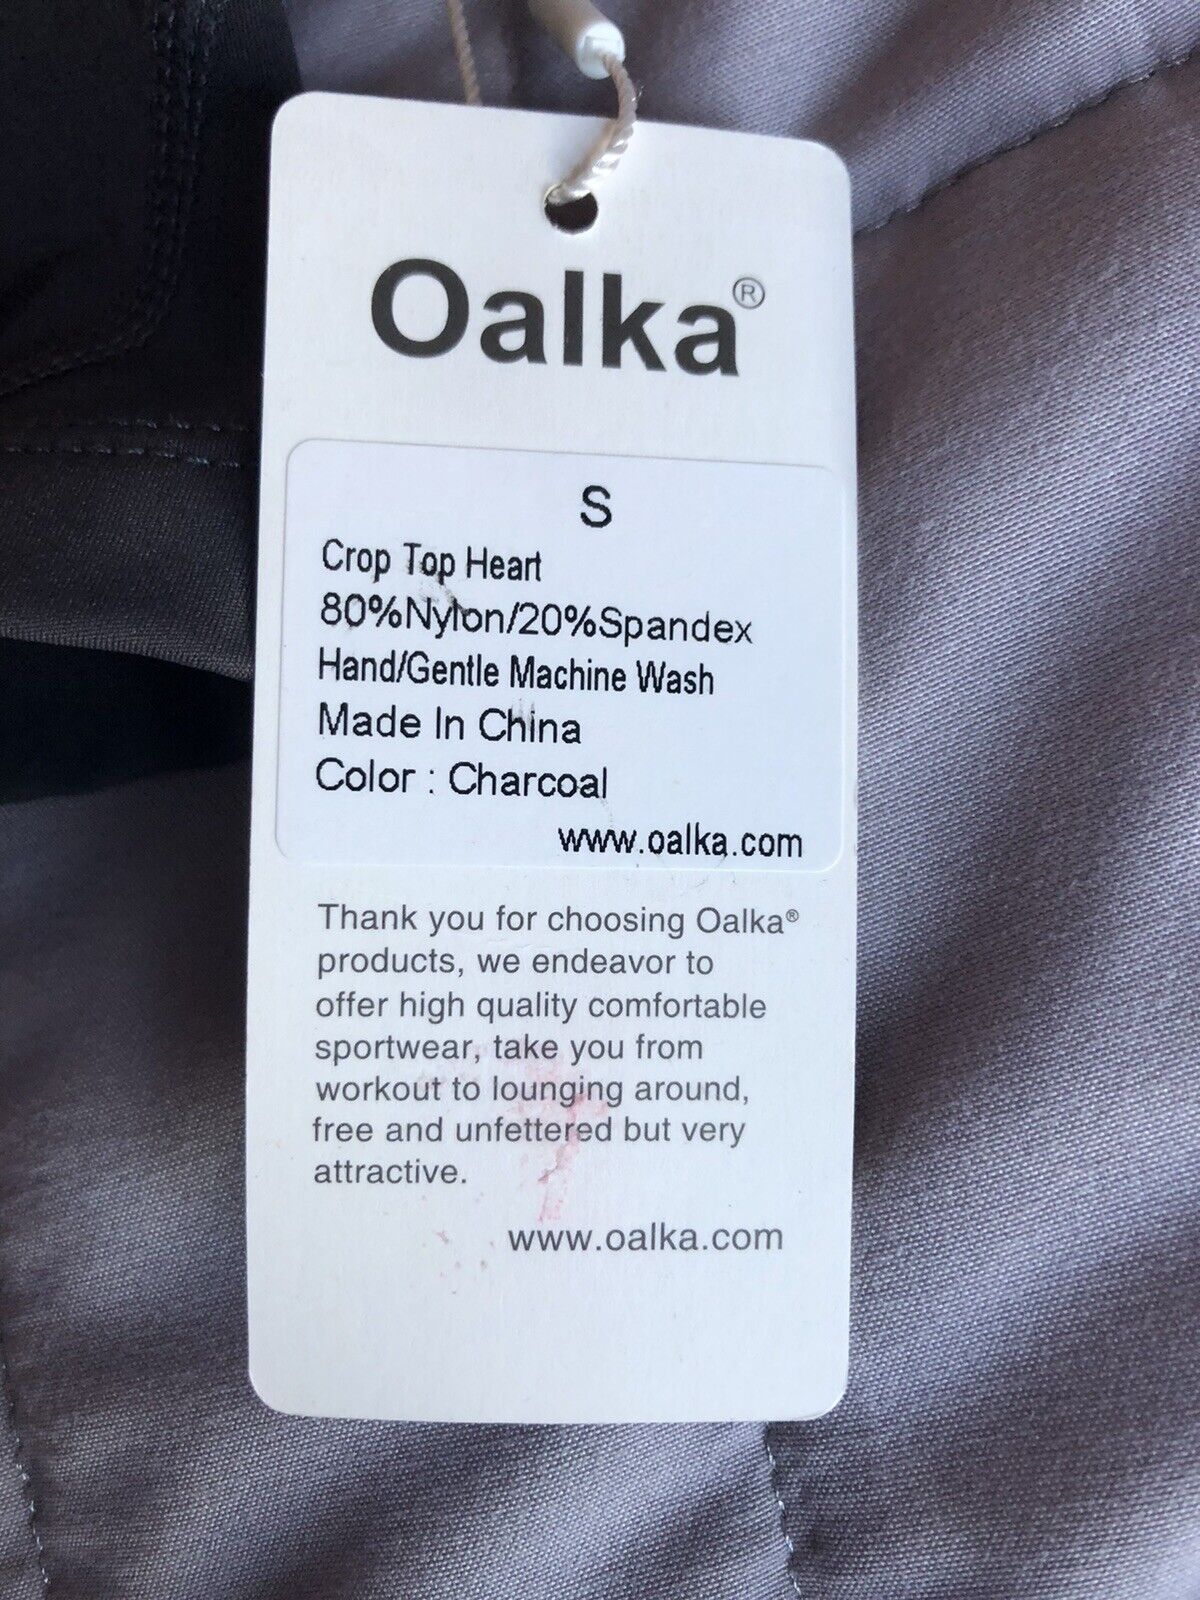 Oalka®
S
Crop Top Heart
80%Nylon/20%Spandex
Hand/Gentle Machine Wash
Made In China
Color : Charcoal
www.oalka.com
Thank you for choosing Oalka®
products, we endeavor to
offer high quality comfortable
sportwear, take you from
workout to lounging around,
free and unfettered but very
attractive.
www.oalka.com